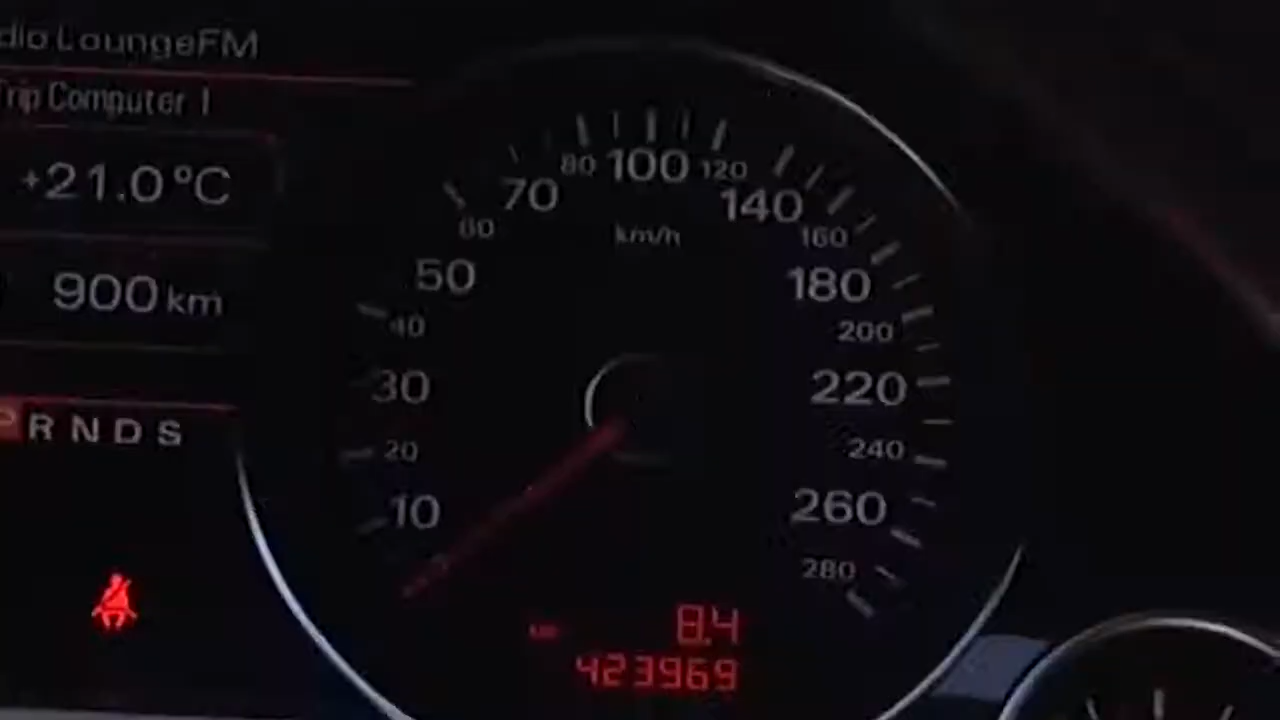 dio LoungeFM
Trip Computer 1
+21.0°C
900 km
PRNDS
80 100 120
70 140
60 km/h 160
50 180
40 200
30 220
20 240
10 260
280
8.4
423969